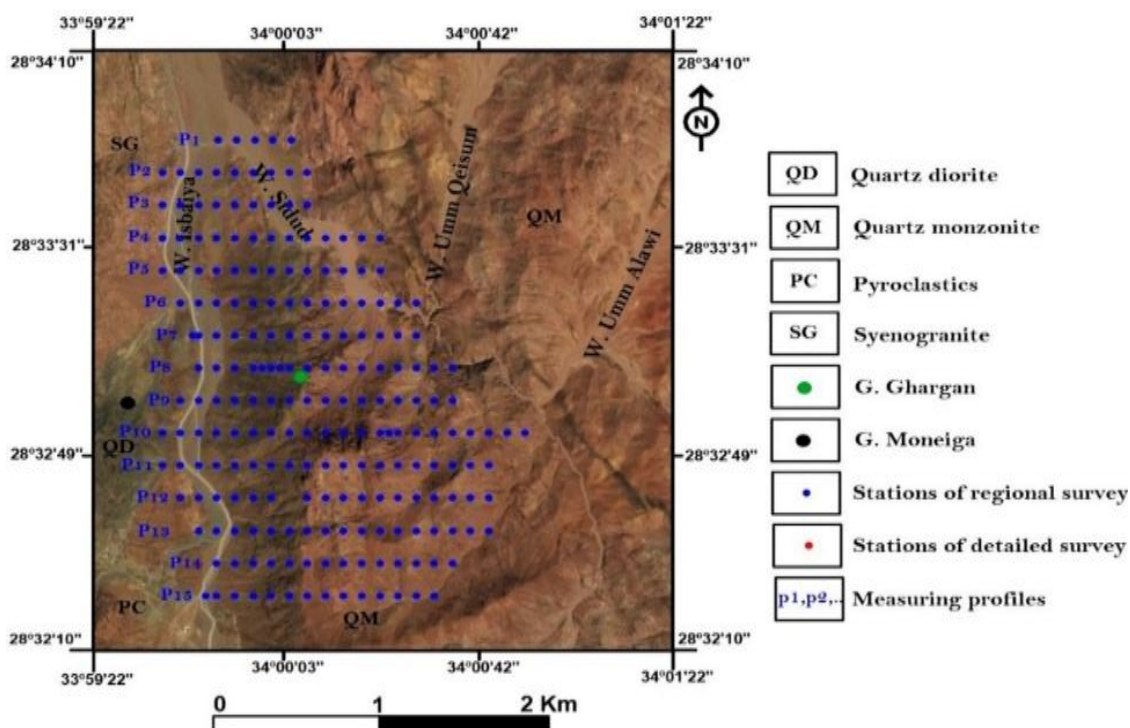 33°59'22"
34°00'03"
34°00'42"
34°01'22"
28°34'10"
28°34'10"
N
SG
P1
P2
P3
P4
P5
P6
P7
P8
P9
P10
P11
P12
P13
P14
P15
W. Isbaiya
W. Sidud
W. Umm Qeisum
W. Umm Alawi
QM
QD
PC
QM
28°33'31"
28°33'31"
28°32'49"
28°32'49"
28°32'10"
28°32'10"
33°59'22"
34°00'03"
34°00'42"
34°01'22"
0 1 2 Km
QD Quartz diorite
QM Quartz monzonite
PC Pyroclastics
SG Syenogranite
G. Ghargan
G. Moneiga
Stations of regional survey
Stations of detailed survey
p1,p2,.. Measuring profiles